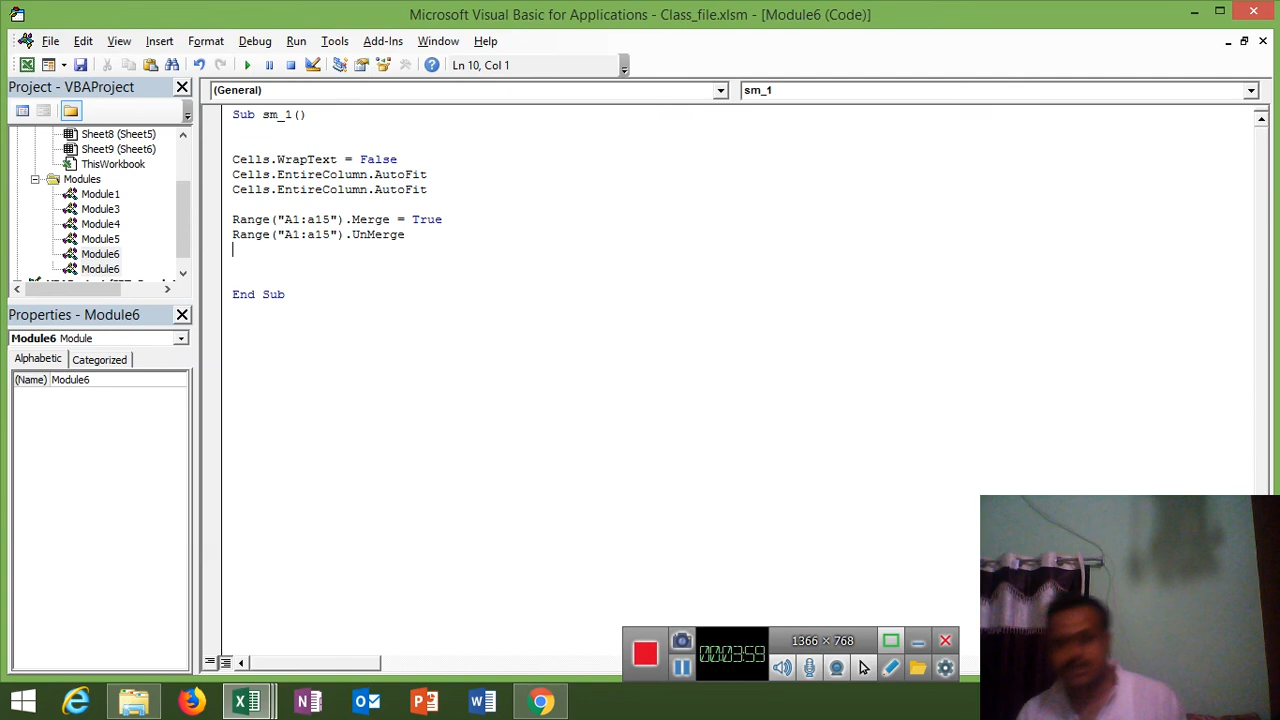 Microsoft Visual Basic for Applications - Class_file.xlsm - [Module6 (Code)]
File Edit View Insert Format Debug Run Tools Add-Ins Window Help
Ln 10, Col 1
Project - VBAProject
Sheet8 (Sheet5)
Sheet9 (Sheet6)
ThisWorkbook
Modules
Module1
Module3
Module4
Module5
Module6
Module6
Properties - Module6
Module6 Module
Alphabetic Categorized
(Name) Module6
(General) sm_1
Sub sm_1()
Cells.WrapText = False
Cells.EntireColumn.AutoFit
Cells.EntireColumn.AutoFit
Range("A1:a15").Merge = True
Range("A1:a15").UnMerge
End Sub
1366 × 768
00:03:59